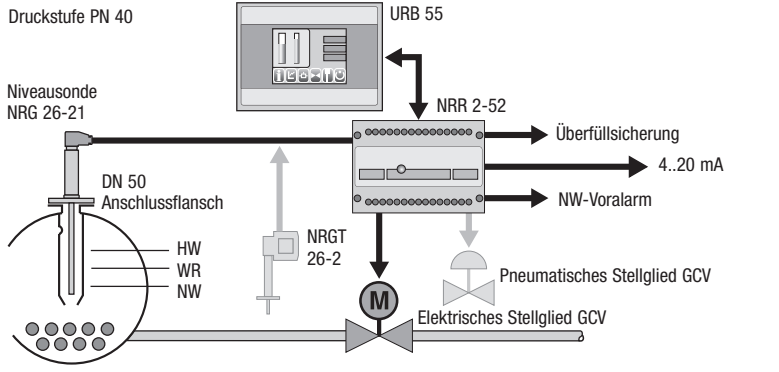 Druckstufe PN 40
URB 55
Niveausonde
NRG 26-21
NRR 2-52
Überfüllsicherung
4..20 mA
DN 50
Anschlussflansch
NW-Voralarm
HW
WR
NW
NRGT
26-2
Pneumatisches Stellglied GCV
M
Elektrisches Stellglied GCV